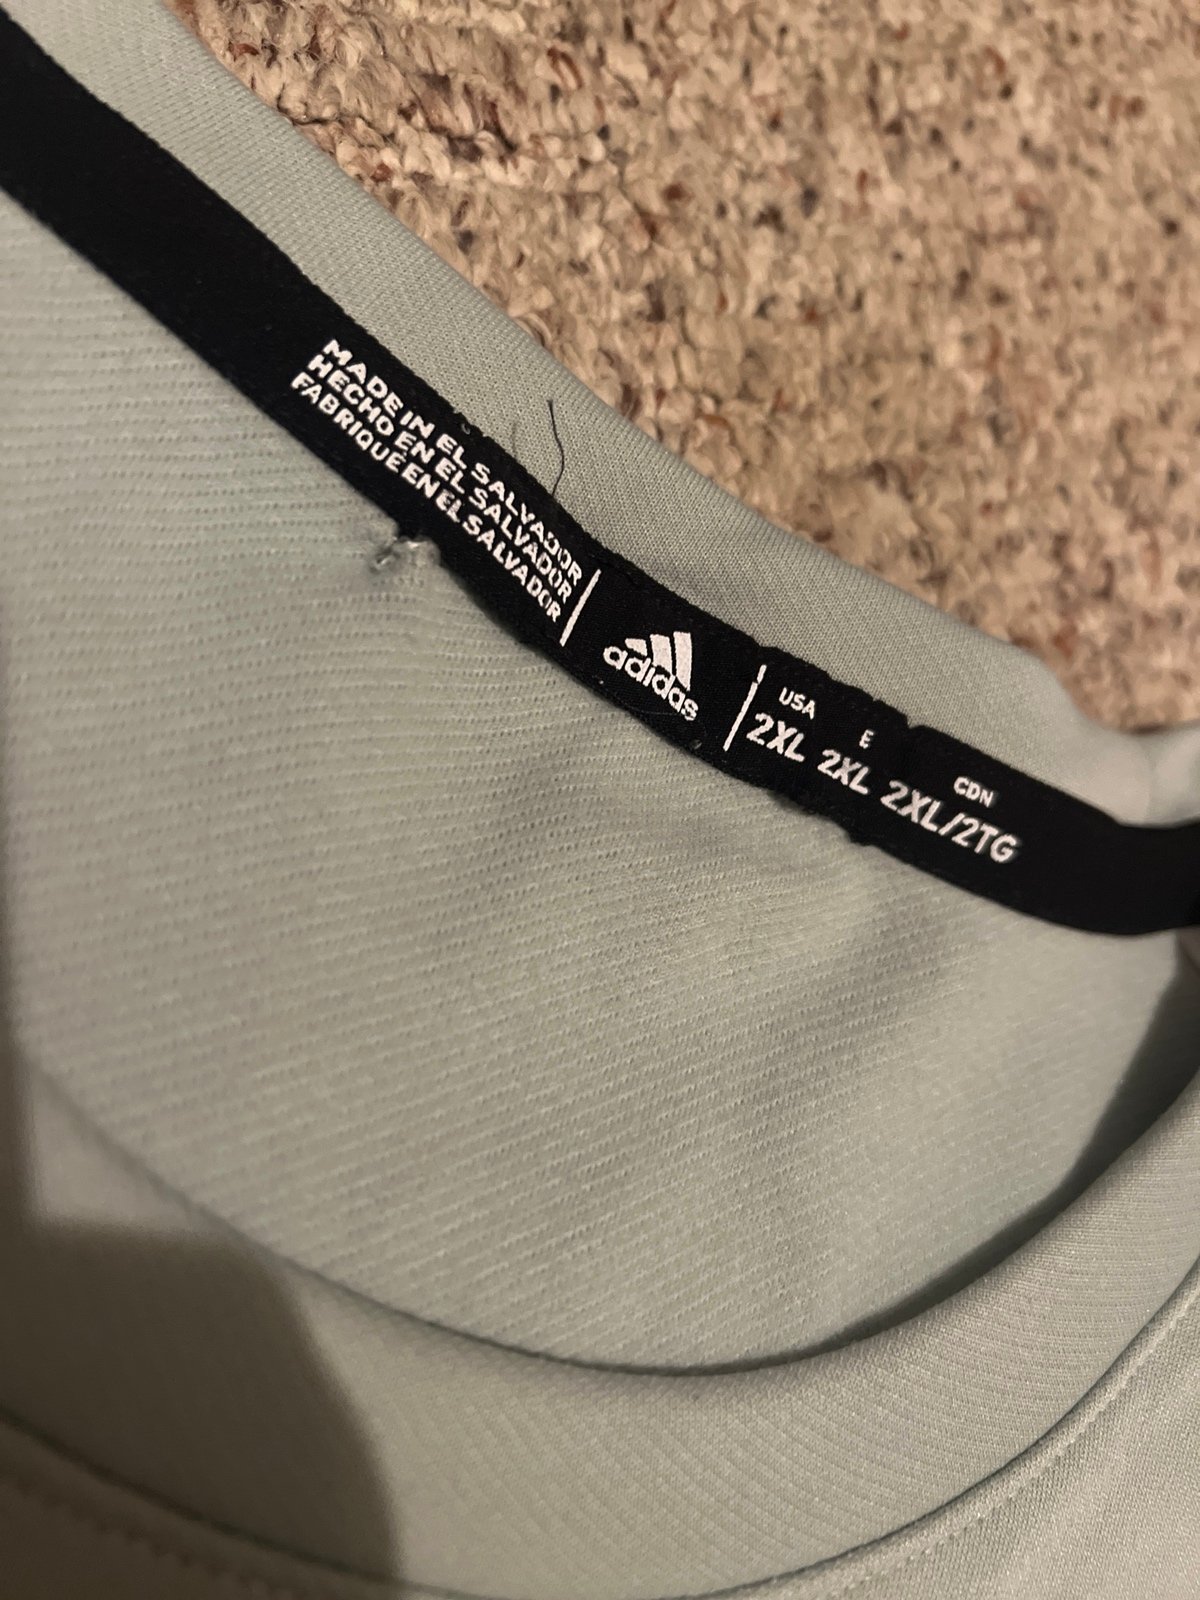 MADE IN EL SALVADOR
HECHO EN EL SALVADOR
FABRIQUÉ EN EL SALVADOR
adidas
USA E CDN
2XL 2XL 2XL/2TG